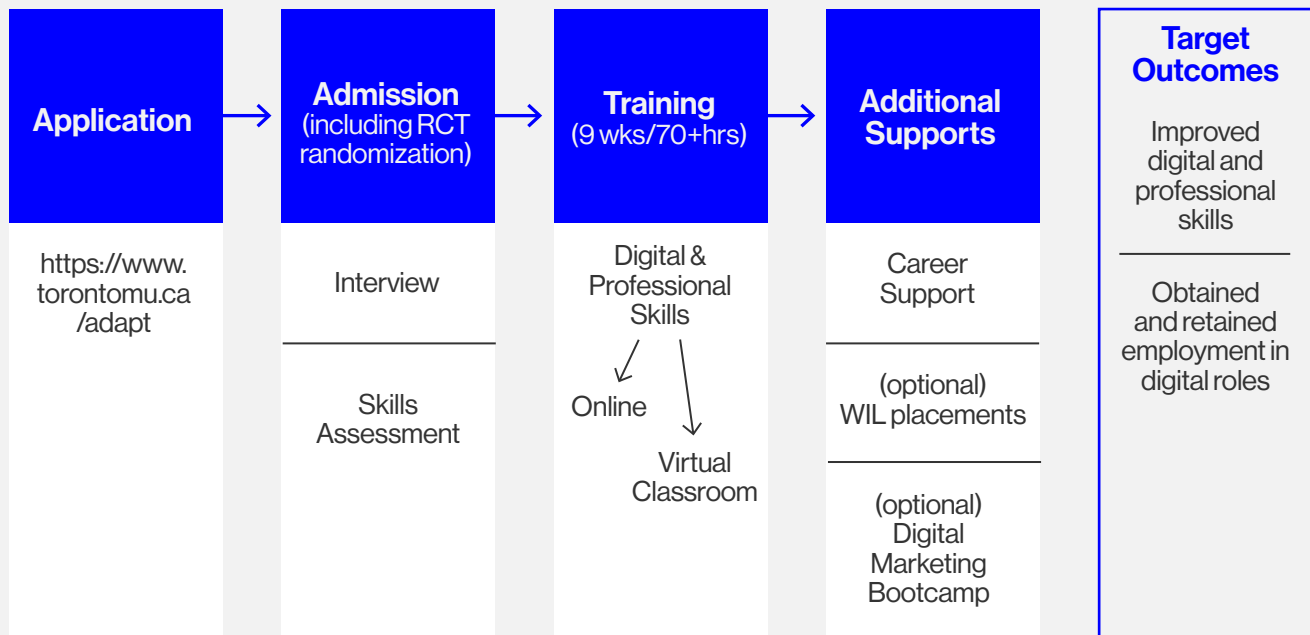 Application
https://www.
torontomu.ca
/adapt
Admission
(including RCT
randomization)
Interview
Skills
Assessment
Training
(9 wks/70+hrs)
Digital &
Professional
Skills
Online
Virtual
Classroom
Additional
Supports
Career
Support
(optional)
WIL placements
(optional)
Digital
Marketing
Bootcamp
Target
Outcomes
Improved
digital and
professional
skills
Obtained
and retained
employment in
digital roles